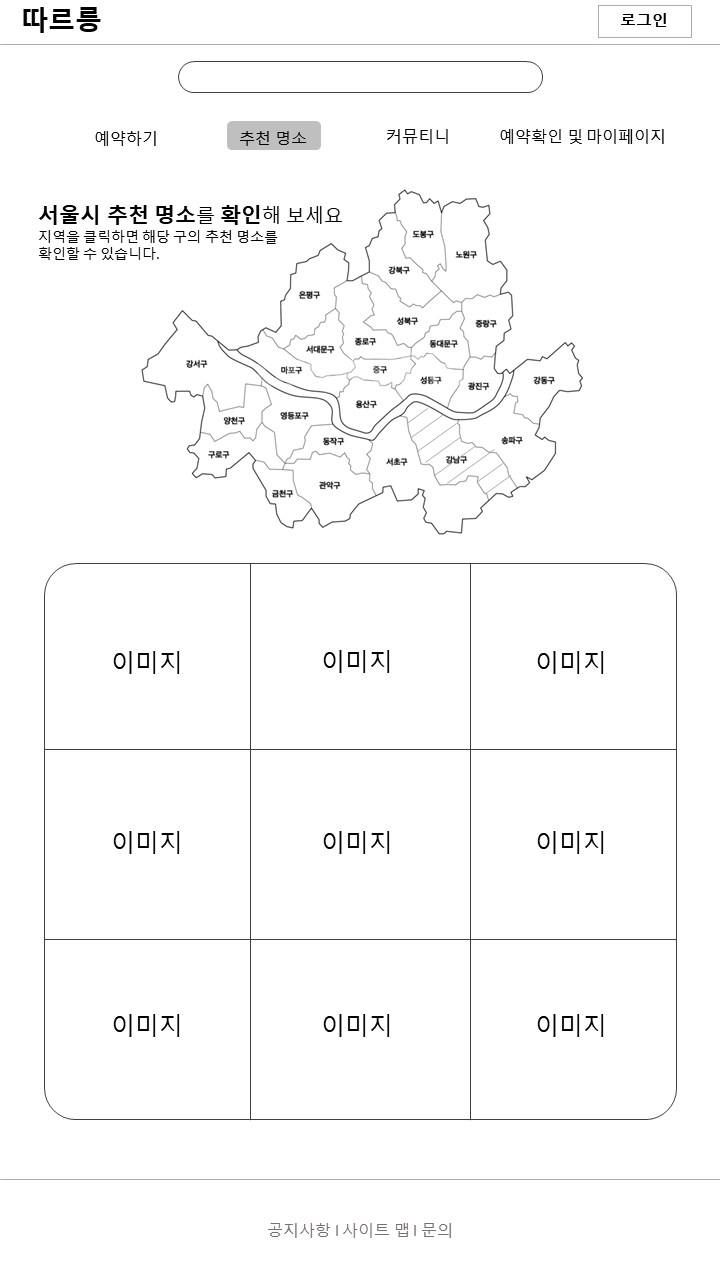 따르릉
로그인
예약하기
추천 명소
커뮤티니
예약확인 및 마이페이지
서울시 추천 명소를 확인해 보세요
지역을 클릭하면 해당 구의 추천 명소를
확인할 수 있습니다.
도봉구
노원구
강북구
은평구
성북구
중랑구
종로구
동대문구
서대문구
강서구
마포구
중구
성동구
광진구
강동구
용산구
영등포구
양천구
동작구
송파구
구로구
서초구
강남구
관악구
금천구
이미지
이미지
이미지
이미지
이미지
이미지
이미지
이미지
이미지
공지사항 I 사이트 맵 I 문의